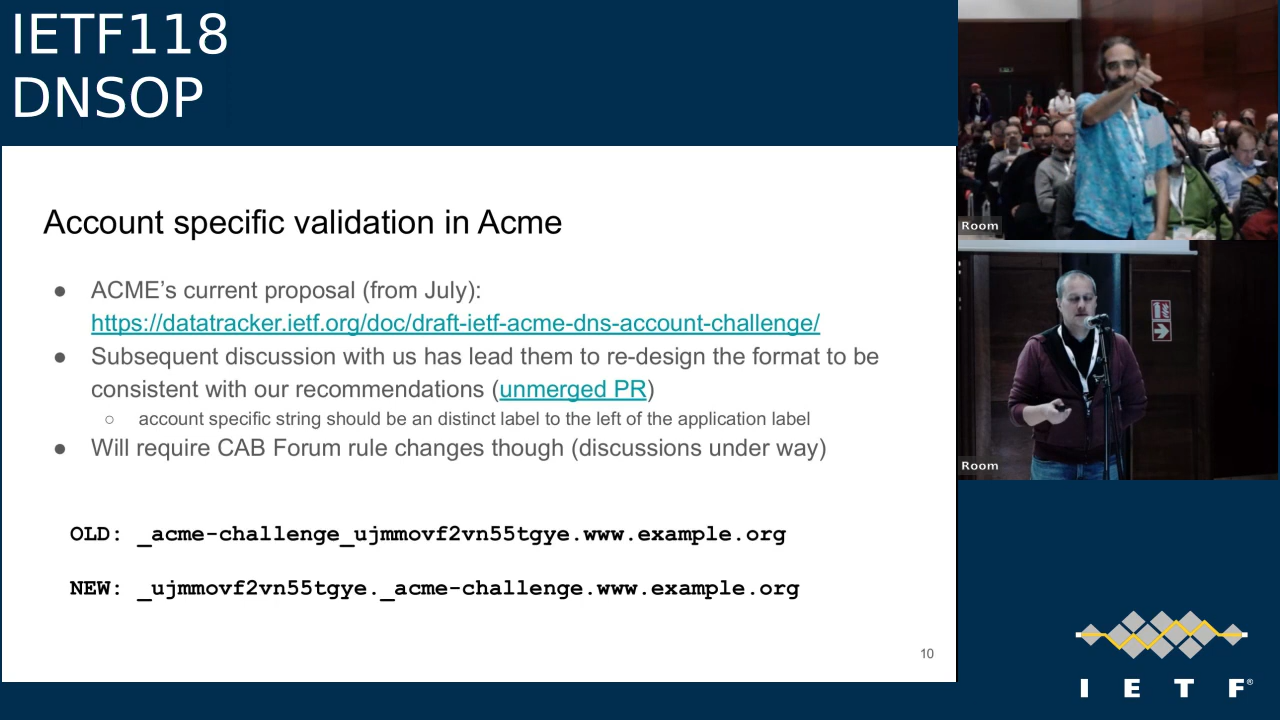 IETF118
DNSOP
Account specific validation in Acme
● ACME’s current proposal (from July):
https://datatracker.ietf.org/doc/draft-ietf-acme-dns-account-challenge/
● Subsequent discussion with us has lead them to re-design the format to be
consistent with our recommendations (unmerged PR)
○ account specific string should be an distinct label to the left of the application label
● Will require CAB Forum rule changes though (discussions under way)
OLD: _acme-challenge_ujmmovf2vn55tgye.www.example.org
NEW: _ujmmovf2vn55tgye._acme-challenge.www.example.org
10
Room
Room
I E T F®